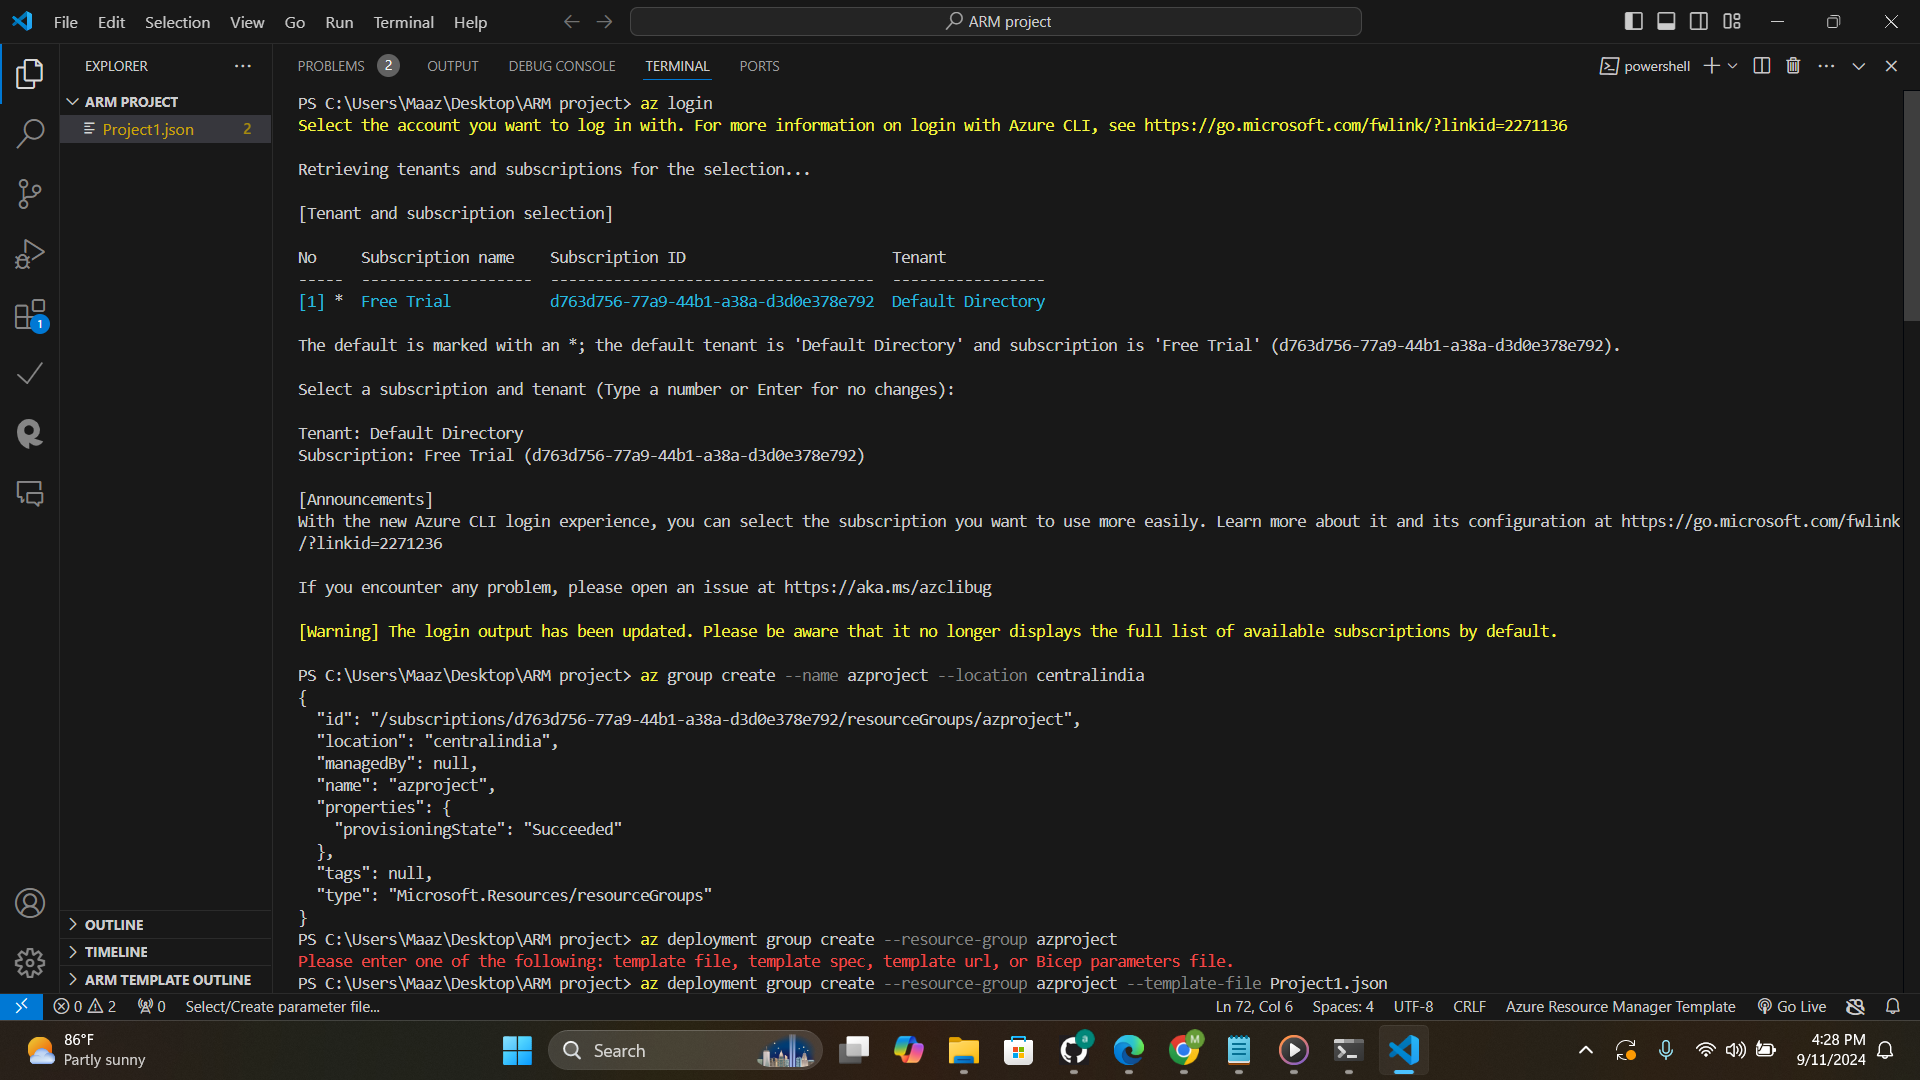 File Edit Selection View Go Run Terminal Help
ARM project
EXPLORER
ARM PROJECT
Project1.json 2
1
OUTLINE
TIMELINE
ARM TEMPLATE OUTLINE
PROBLEMS 2 OUTPUT DEBUG CONSOLE TERMINAL PORTS
powershell
PS C:\Users\Maaz\Desktop\ARM project> az login
Select the account you want to log in with. For more information on login with Azure CLI, see https://go.microsoft.com/fwlink/?linkid=2271136
Retrieving tenants and subscriptions for the selection...
[Tenant and subscription selection]
No Subscription name Subscription ID Tenant
----- ------------------- ------------------------------------ -----------------
[1] * Free Trial d763d756-77a9-44b1-a38a-d3d0e378e792 Default Directory
The default is marked with an *; the default tenant is 'Default Directory' and subscription is 'Free Trial' (d763d756-77a9-44b1-a38a-d3d0e378e792).
Select a subscription and tenant (Type a number or Enter for no changes):
Tenant: Default Directory
Subscription: Free Trial (d763d756-77a9-44b1-a38a-d3d0e378e792)
[Announcements]
With the new Azure CLI login experience, you can select the subscription you want to use more easily. Learn more about it and its configuration at https://go.microsoft.com/fwlink
/?linkid=2271236
If you encounter any problem, please open an issue at https://aka.ms/azclibug
[Warning] The login output has been updated. Please be aware that it no longer displays the full list of available subscriptions by default.
PS C:\Users\Maaz\Desktop\ARM project> az group create --name azproject --location centralindia
{
"id": "/subscriptions/d763d756-77a9-44b1-a38a-d3d0e378e792/resourceGroups/azproject",
"location": "centralindia",
"managedBy": null,
"name": "azproject",
"properties": {
"provisioningState": "Succeeded"
},
"tags": null,
"type": "Microsoft.Resources/resourceGroups"
}
PS C:\Users\Maaz\Desktop\ARM project> az deployment group create --resource-group azproject
Please enter one of the following: template file, template spec, template url, or Bicep parameters file.
PS C:\Users\Maaz\Desktop\ARM project> az deployment group create --resource-group azproject --template-file Project1.json
0 2 0 Select/Create parameter file... Ln 72, Col 6 Spaces: 4 UTF-8 CRLF Azure Resource Manager Template Go Live
86°F
Partly sunny
Search
a
M
4:28 PM
9/11/2024